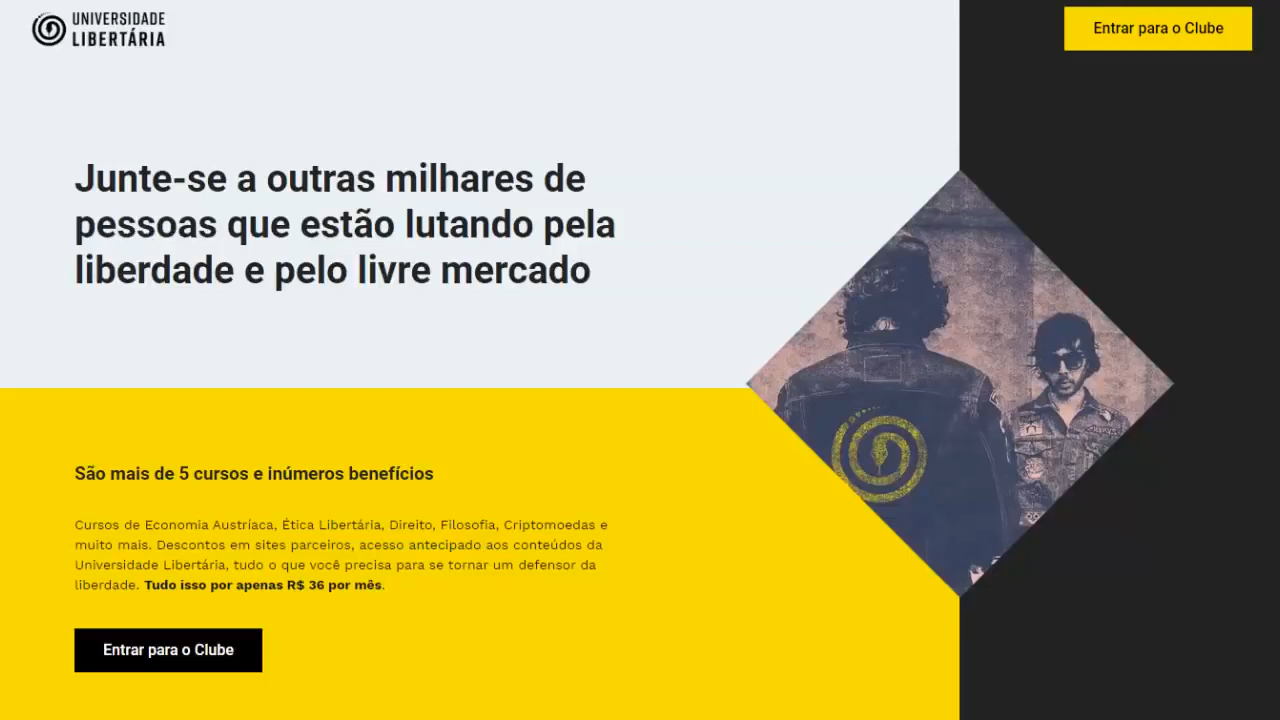 UNIVERSIDADE
LIBERTÁRIA
Entrar para o Clube
Junte-se a outras milhares de
pessoas que estão lutando pela
liberdade e pelo livre mercado
São mais de 5 cursos e inúmeros benefícios
Cursos de Economia Austríaca, Ética Libertária, Direito, Filosofia, Criptomoedas e
muito mais. Descontos em sites parceiros, acesso antecipado aos conteúdos da
Universidade Libertária, tudo o que você precisa para se tornar um defensor da
liberdade. Tudo isso por apenas R$ 36 por mês.
Entrar para o Clube